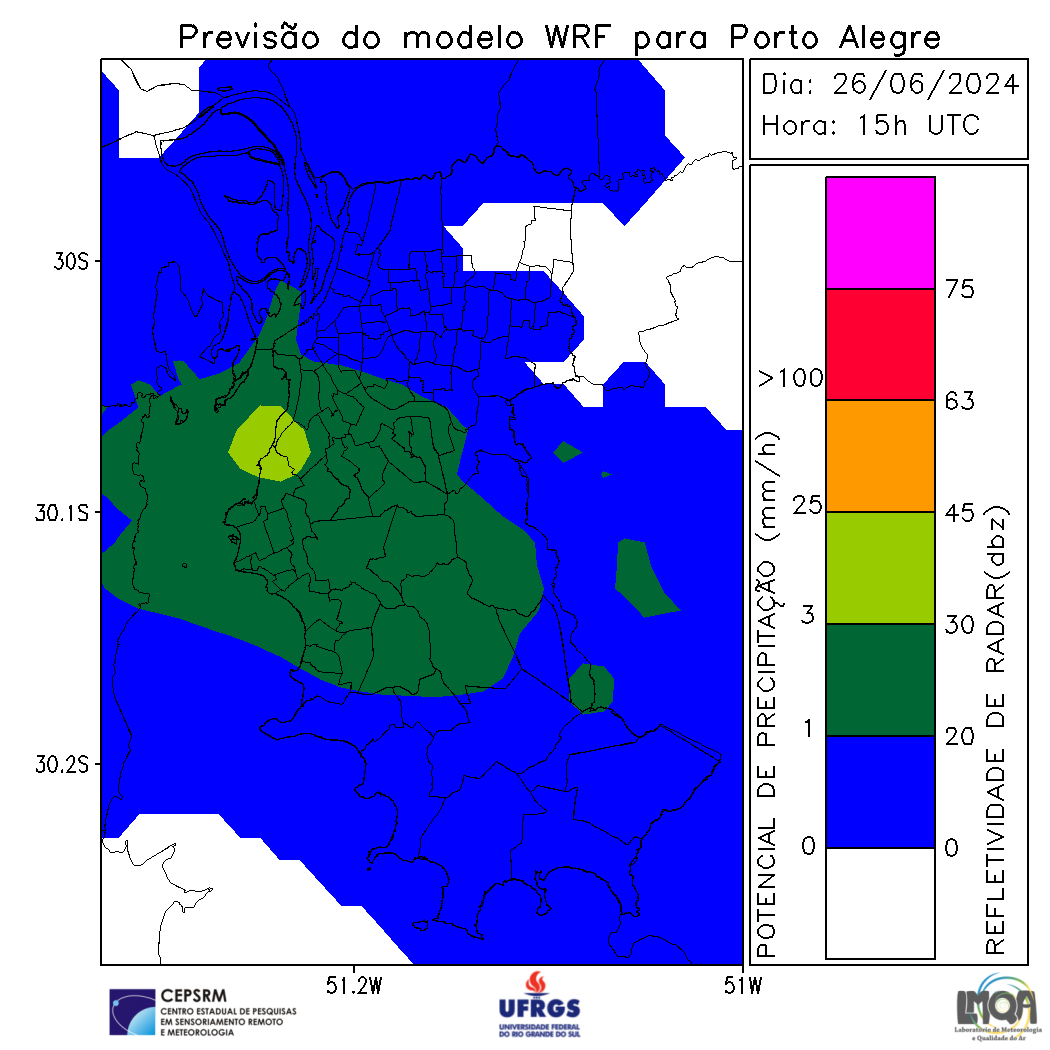 Previsão do modelo WRF para Porto Alegre
Dia: 26/06/2024
Hora: 15h UTC
30S
30.1S
30.2S
51.2W
51W
POTENCIAL DE PRECIPITAÇÃO (mm/h)
>100
25
3
1
0
75
63
45
30
20
0
REFLETIVIDADE DE RADAR(dbz)
CEPSRM
CENTRO ESTADUAL DE PESQUISAS
EM SENSORIAMENTO REMOTO
E METEOROLOGIA
UFRGS
UNIVERSIDADE FEDERAL
DO RIO GRANDE DO SUL
LMQA
Laboratório de Meteorologia
e Qualidade do Ar